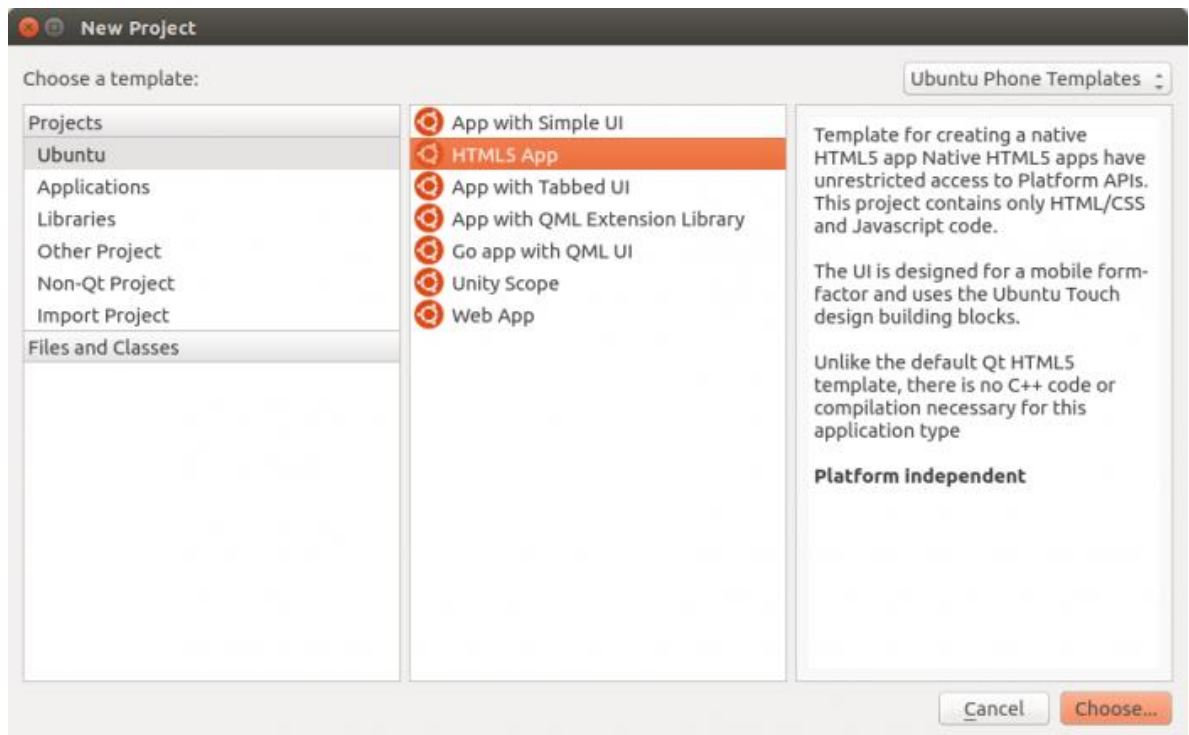 New Project
Choose a template:
Ubuntu Phone Templates
Projects
Ubuntu
Applications
Libraries
Other Project
Non-Qt Project
Import Project
Files and Classes
App with Simple UI
HTML5 App
App with Tabbed UI
App with QML Extension Library
Go app with QML UI
Unity Scope
Web App
Template for creating a native
HTML5 app Native HTML5 apps have
unrestricted access to Platform APIs.
This project contains only HTML/CSS
and Javascript code.
The UI is designed for a mobile form-
factor and uses the Ubuntu Touch
design building blocks.
Unlike the default Qt HTML5
template, there is no C++ code or
compilation necessary for this
application type
Platform independent
Cancel
Choose...